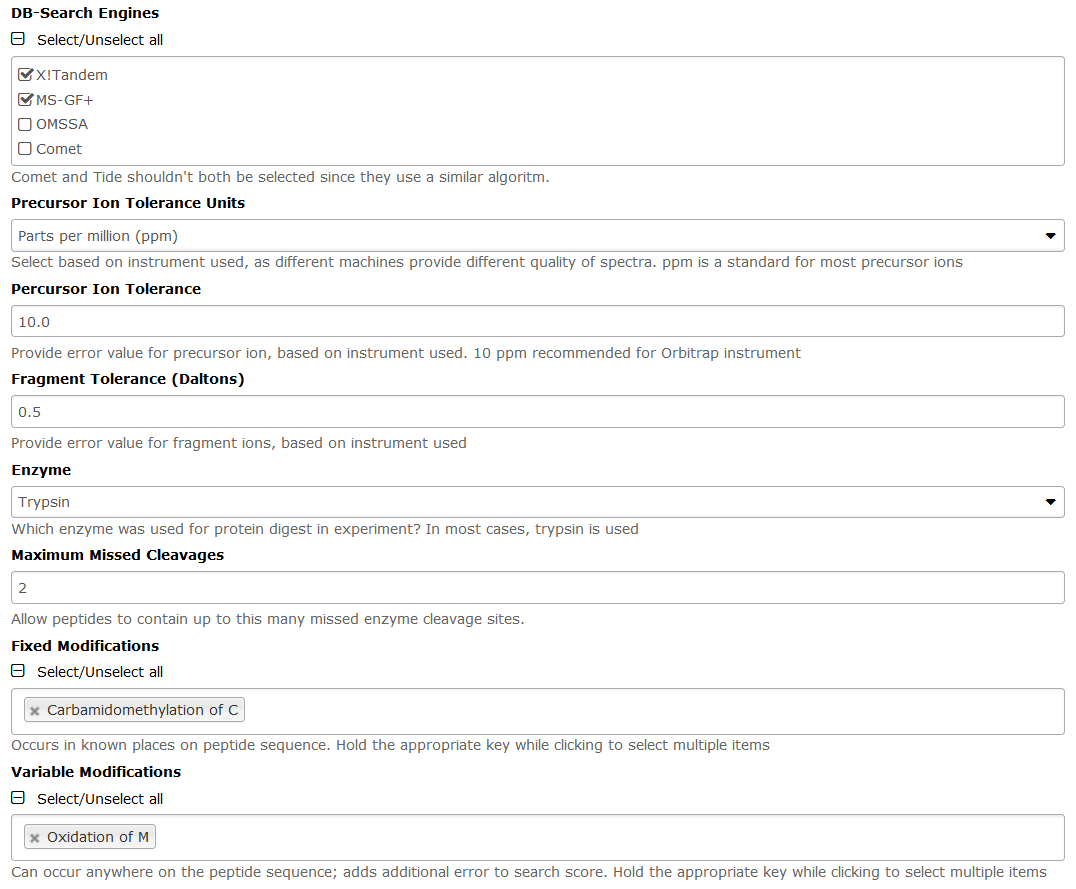 DB-Search Engines
Select/Unselect all
X!Tandem
MS-GF+
OMSSA
Comet
Comet and Tide shouldn't both be selected since they use a similar algoritm.
Precursor Ion Tolerance Units
Parts per million (ppm)
Select based on instrument used, as different machines provide different quality of spectra. ppm is a standard for most precursor ions
Percursor Ion Tolerance
10.0
Provide error value for precursor ion, based on instrument used. 10 ppm recommended for Orbitrap instrument
Fragment Tolerance (Daltons)
0.5
Provide error value for fragment ions, based on instrument used
Enzyme
Trypsin
Which enzyme was used for protein digest in experiment? In most cases, trypsin is used
Maximum Missed Cleavages
2
Allow peptides to contain up to this many missed enzyme cleavage sites.
Fixed Modifications
Select/Unselect all
Carbamidomethylation of C
Occurs in known places on peptide sequence. Hold the appropriate key while clicking to select multiple items
Variable Modifications
Select/Unselect all
Oxidation of M
Can occur anywhere on the peptide sequence; adds additional error to search score. Hold the appropriate key while clicking to select multiple items